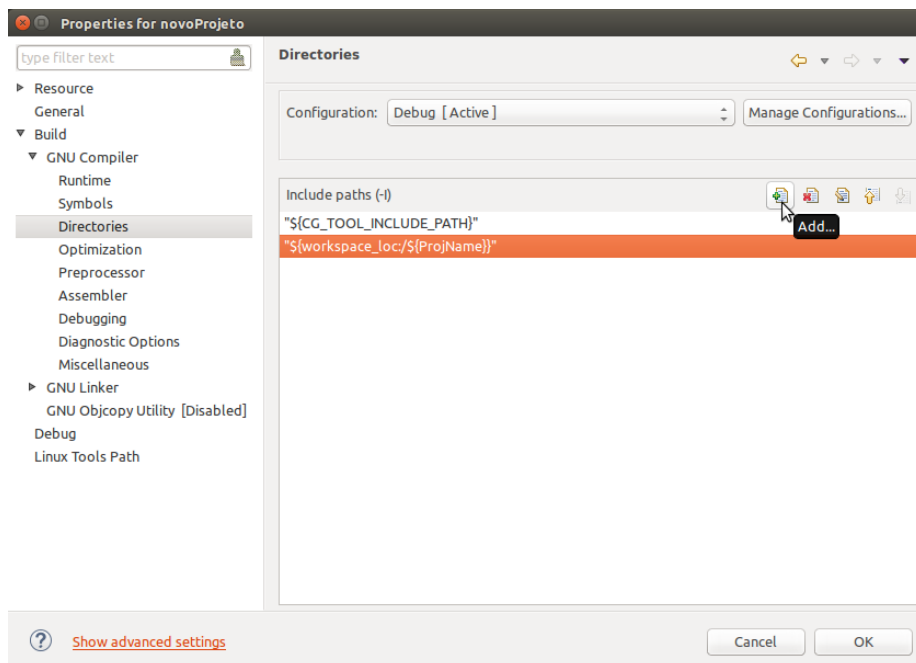 Properties for novoProjeto
type filter text
Resource
General
Build
GNU Compiler
Runtime
Symbols
Directories
Optimization
Preprocessor
Assembler
Debugging
Diagnostic Options
Miscellaneous
GNU Linker
GNU Objcopy Utility [Disabled]
Debug
Linux Tools Path
Directories
Configuration: Debug [Active] Manage Configurations...
Include paths (-I)
Add...
"${CG_TOOL_INCLUDE_PATH}"
"${workspace_loc:/${ProjName}}"
? Show advanced settings Cancel OK